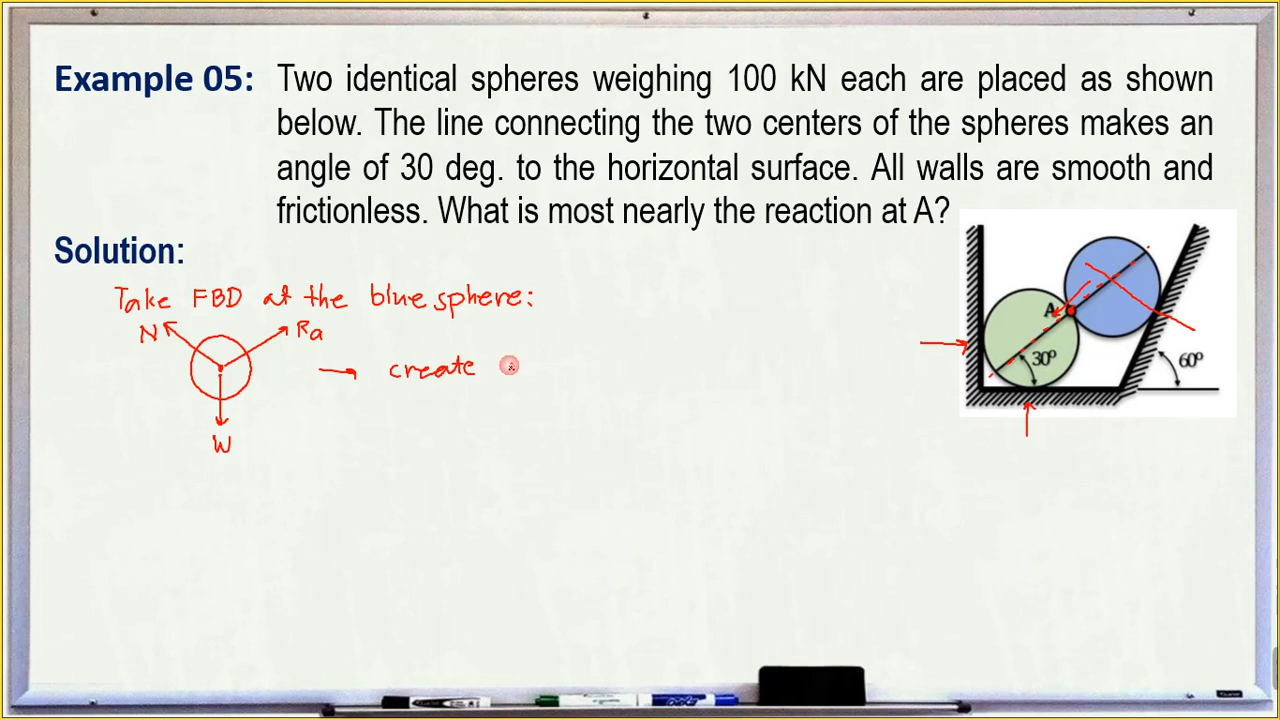 Example 05: Two identical spheres weighing 100 kN each are placed as shown
below. The line connecting the two centers of the spheres makes an
angle of 30 deg. to the horizontal surface. All walls are smooth and
frictionless. What is most nearly the reaction at A?
Solution:
Take FBD at the blue sphere:
N
Ra
W
→ create
A
30⁰
60⁰